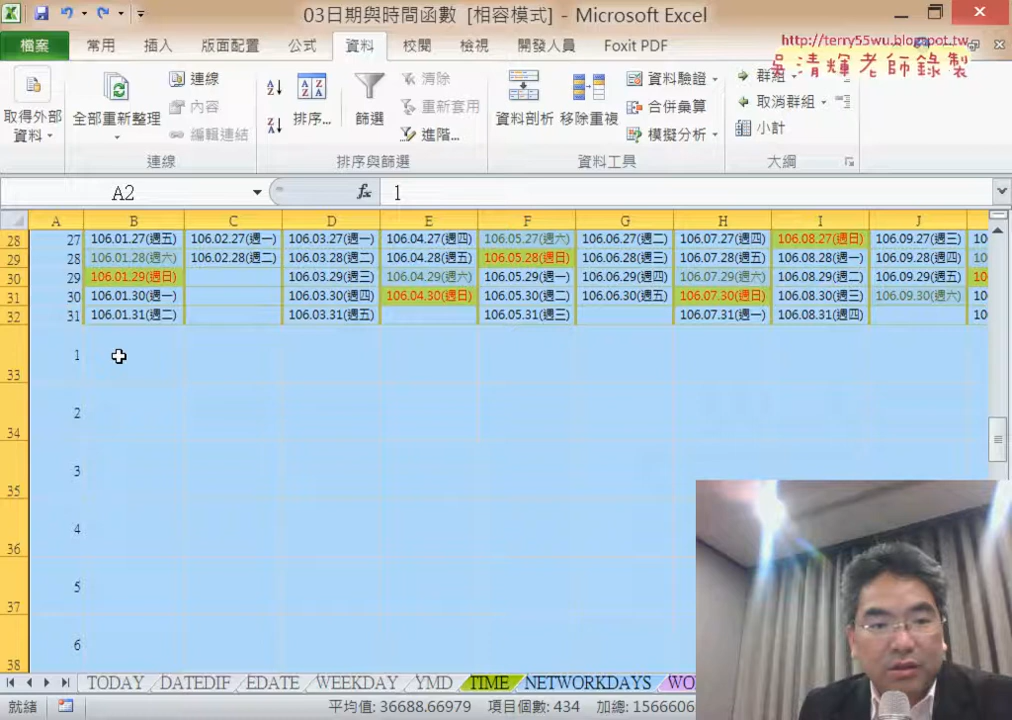 03日期與時間函數 [相容模式] - Microsoft Excel
http://terry55wu.blogspot.tw
吳清輝老師錄製
檔案 常用 插入 版面配置 公式 資料 校閱 檢視 開發人員 Foxit PDF
取得外部資料
全部重新整理
連線
內容
編輯連結
連線
排序...
篩選
清除
重新套用
進階...
排序與篩選
資料剖析
移除重複
資料驗證
合併彙算
模擬分析
資料工具
群組
取消群組
小計
大綱
A2 fx 1
A B C D E F G H I J
28 27 106.01.27(週五) 106.02.27(週一) 106.03.27(週一) 106.04.27(週四) 106.05.27(週六) 106.06.27(週二) 106.07.27(週四) 106.08.27(週日) 106.09.27(週三) 10
29 28 106.01.28(週六) 106.02.28(週二) 106.03.28(週二) 106.04.28(週五) 106.05.28(週日) 106.06.28(週三) 106.07.28(週五) 106.08.28(週一) 106.09.28(週四) 10
30 29 106.01.29(週日) 106.03.29(週三) 106.04.29(週六) 106.05.29(週一) 106.06.29(週四) 106.07.29(週六) 106.08.29(週二) 106.09.29(週五) 10
31 30 106.01.30(週一) 106.03.30(週四) 106.04.30(週日) 106.05.30(週二) 106.06.30(週五) 106.07.30(週日) 106.08.30(週三) 106.09.30(週六) 10
32 31 106.01.31(週二) 106.03.31(週五) 106.05.31(週三) 106.07.31(週一) 106.08.31(週四) 10
33 1
34 2
35 3
36 4
37 5
38 6
TODAY DATEDIF EDATE WEEKDAY YMD TIME NETWORKDAYS WO
就緒 平均值: 36688.66979 項目個數: 434 加總: 1566606